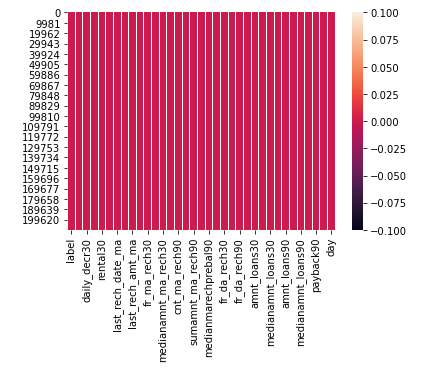 0
9981
19962
29943
39924
49905
59886
69867
79848
89829
99810
109791
119772
129753
139734
149715
159696
169677
179658
189639
199620
0.100
0.075
0.050
0.025
0.000
-0.025
-0.050
-0.075
-0.100
label
daily_decr30
rental30
last_rech_date_ma
last_rech_amt_ma
fr_ma_rech30
medianamnt_ma_rech30
cnt_ma_rech90
sumamnt_ma_rech90
medianmarechprebal90
fr_da_rech30
fr_da_rech90
amnt_loans30
medianamnt_loans30
amnt_loans90
medianamnt_loans90
payback90
day